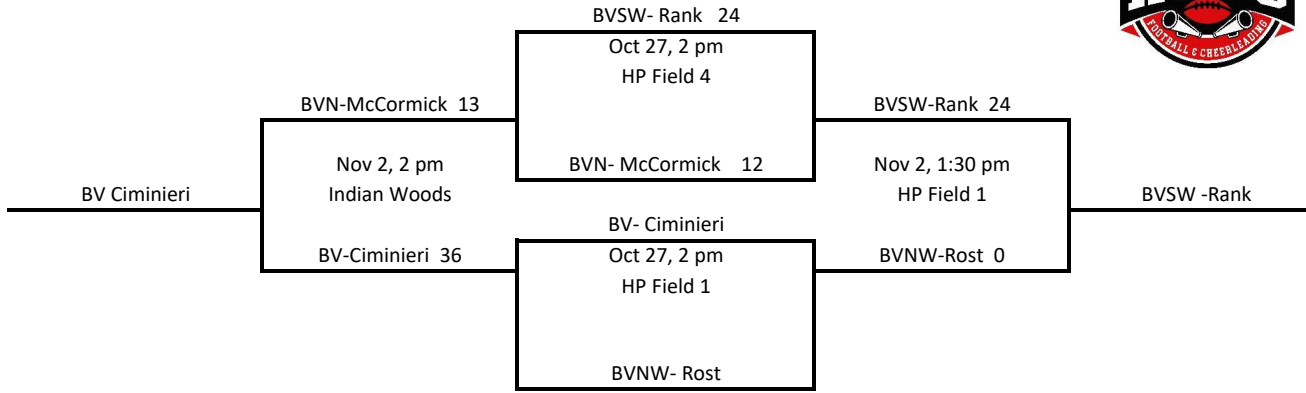 BVSW- Rank 24
Oct 27, 2 pm
HP Field 4
FOOTBALL & CHEERLEADING
BVN-McCormick 13
BVSW-Rank 24
Nov 2, 2 pm
Indian Woods
BVN- McCormick 12
Nov 2, 1:30 pm
HP Field 1
BV Ciminieri
BVSW -Rank
BV- Ciminieri
BV-Ciminieri 36
Oct 27, 2 pm
HP Field 1
BVNW-Rost 0
BVNW- Rost